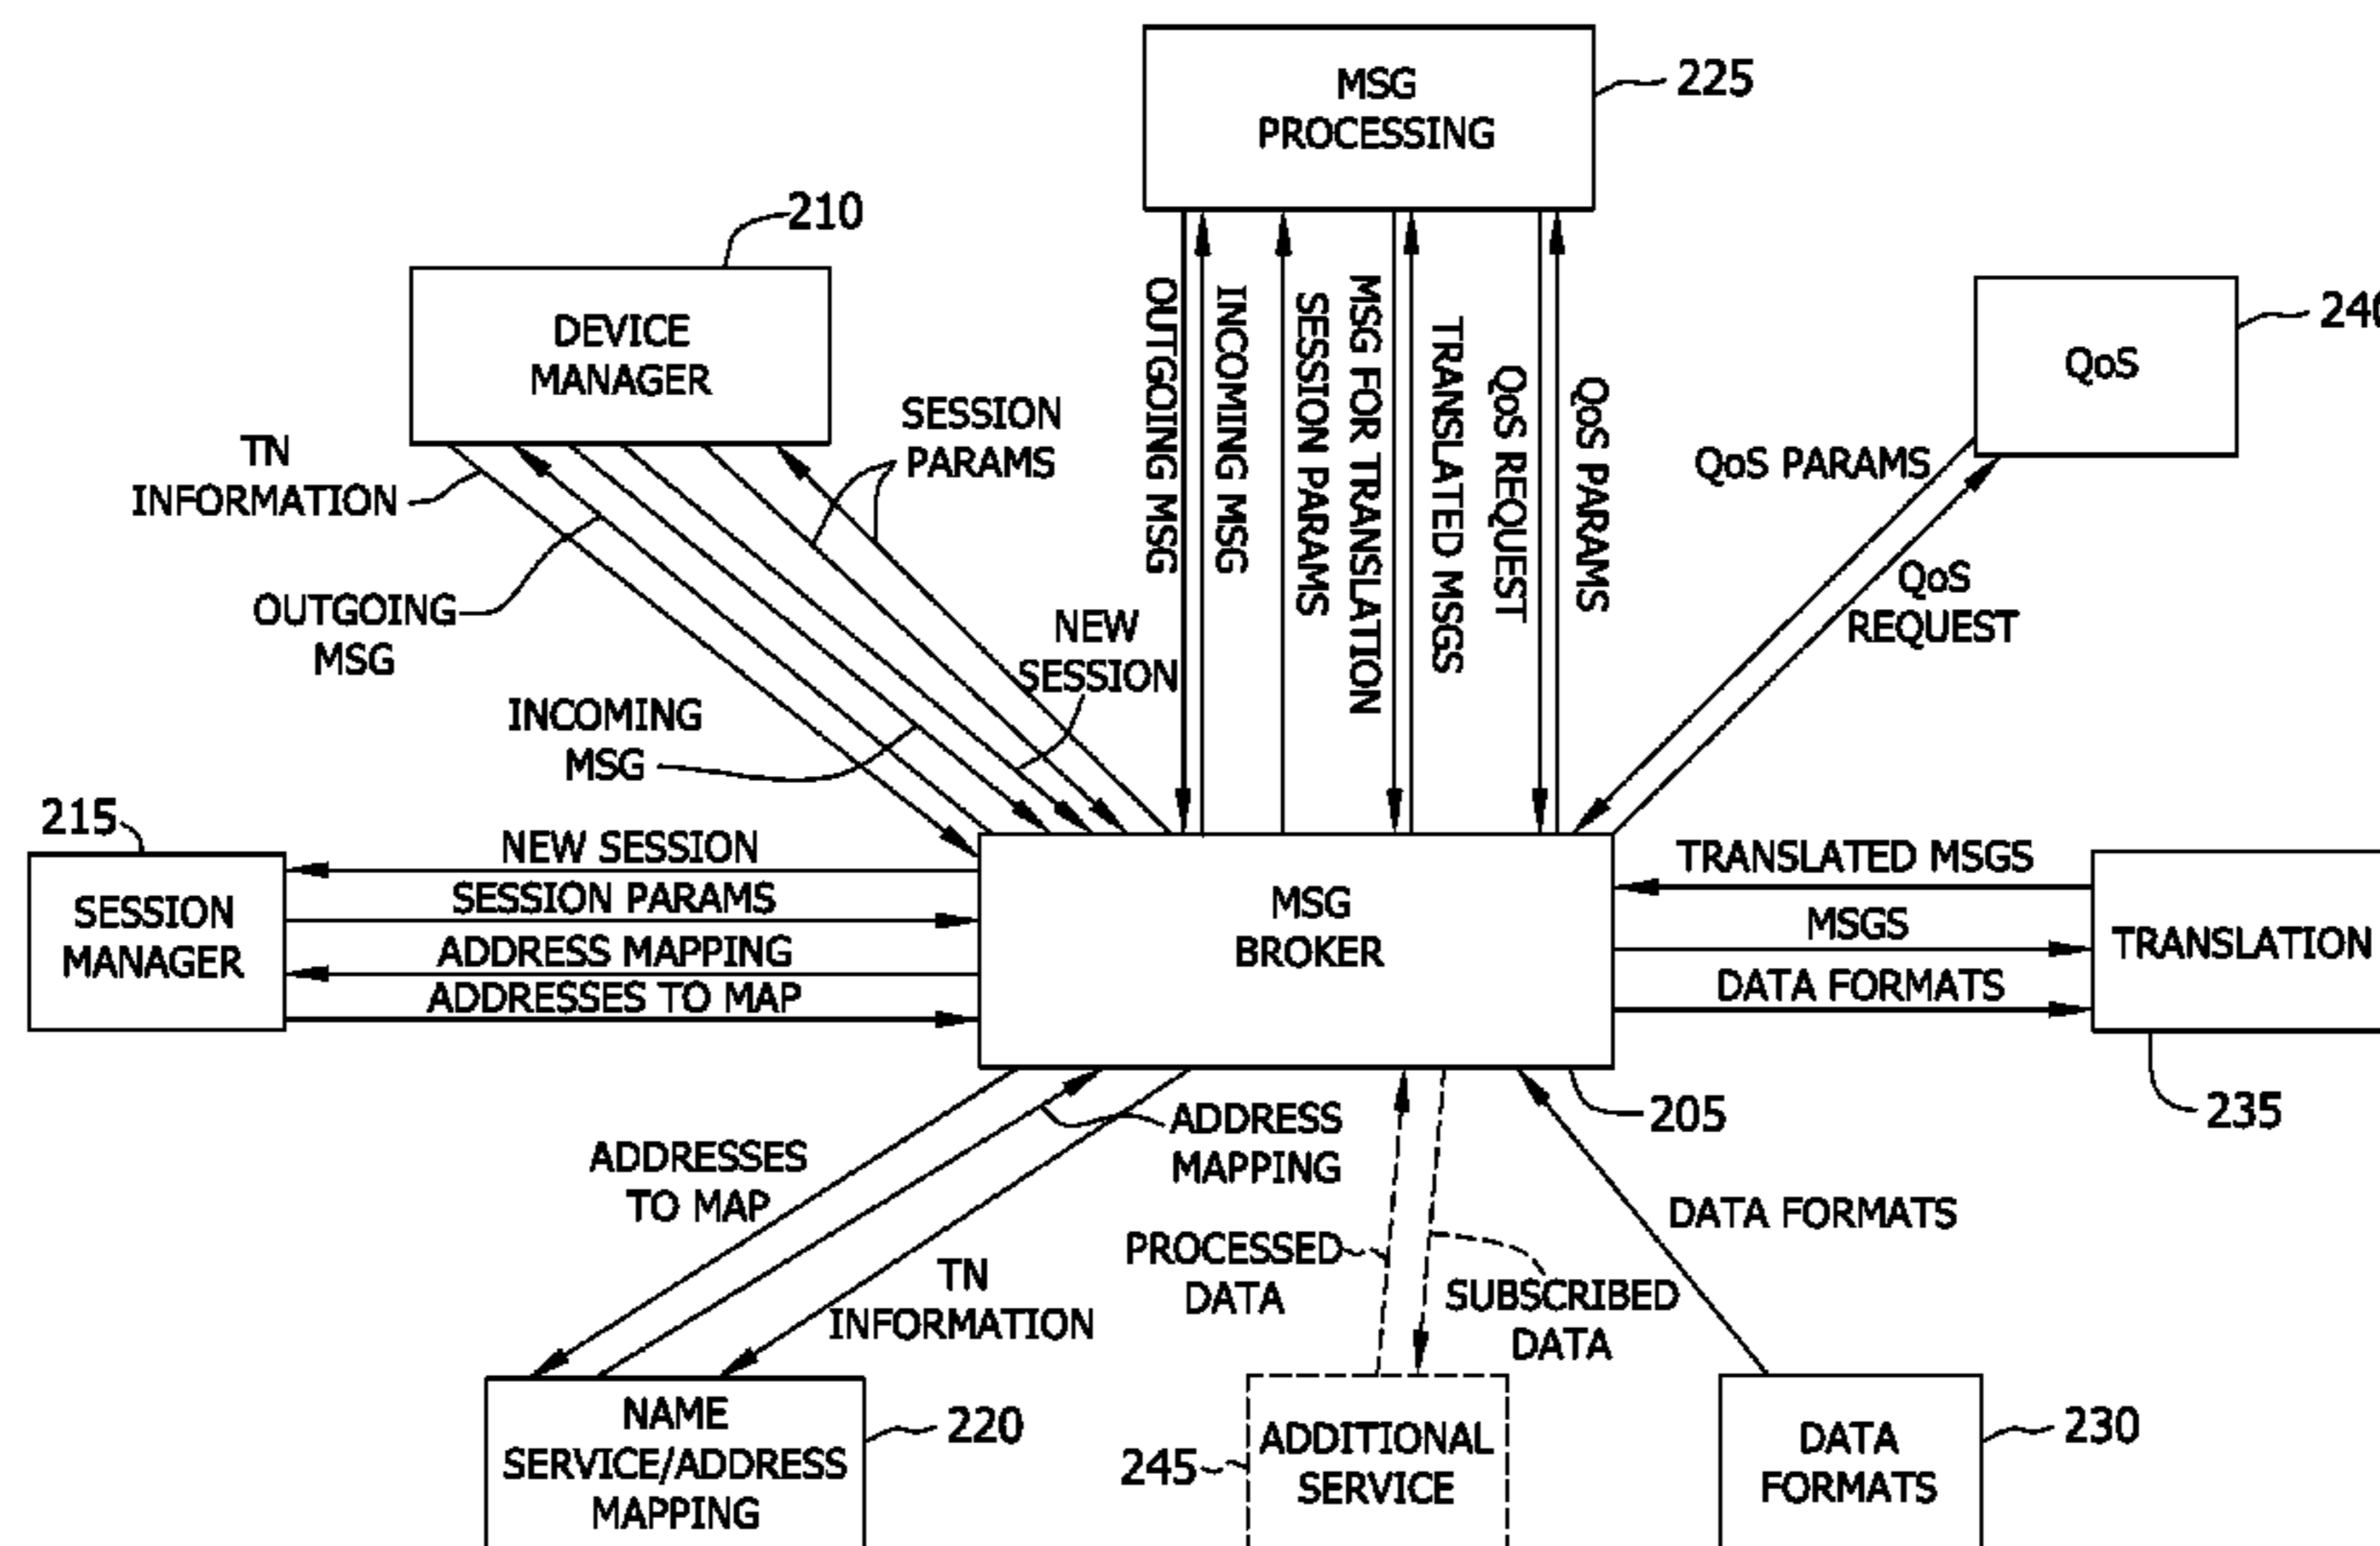 MSG
PROCESSING
225
210
DEVICE
MANAGER
240
QoS
TN
INFORMATION
SESSION
PARAMS
OUTGOING MSG
INCOMING MSG
SESSION PARAMS
MSG FOR TRANSLATION
TRANSLATED MSGS
QoS REQUEST
QoS PARAMS
QoS PARAMS
QoS
REQUEST
OUTGOING
MSG
NEW
SESSION
INCOMING
MSG
215
SESSION
MANAGER
NEW SESSION
SESSION PARAMS
ADDRESS MAPPING
ADDRESSES TO MAP
MSG
BROKER
205
TRANSLATED MSGS
MSGS
DATA FORMATS
TRANSLATION
235
ADDRESSES
TO MAP
ADDRESS
MAPPING
TN
INFORMATION
PROCESSED
DATA
SUBSCRIBED
DATA
DATA FORMATS
NAME
SERVICE/ADDRESS
MAPPING
220
245
ADDITIONAL
SERVICE
DATA
FORMATS
230